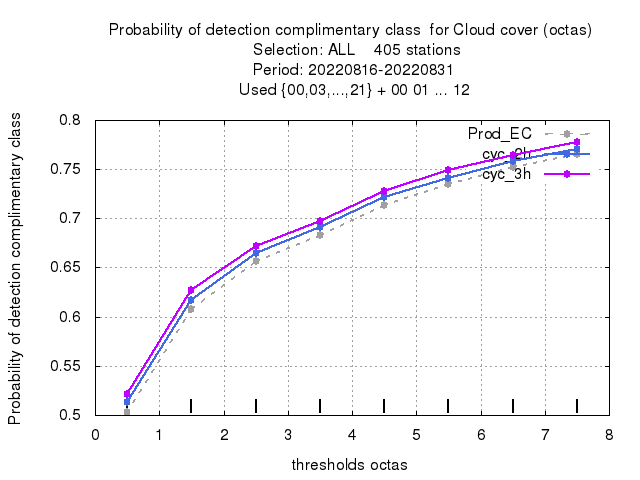 Probability of detection complimentary class  for Cloud cover (octas)
Selection: ALL    405 stations
Period: 20220816-20220831
Used {00,03,...,21} + 00 01 ... 12
Probability of detection complimentary class
0.8
0.75
0.7
0.65
0.6
0.55
0.5
Prod_EC
cyc_2h
cyc_3h
0 1 2 3 4 5 6 7 8
thresholds octas